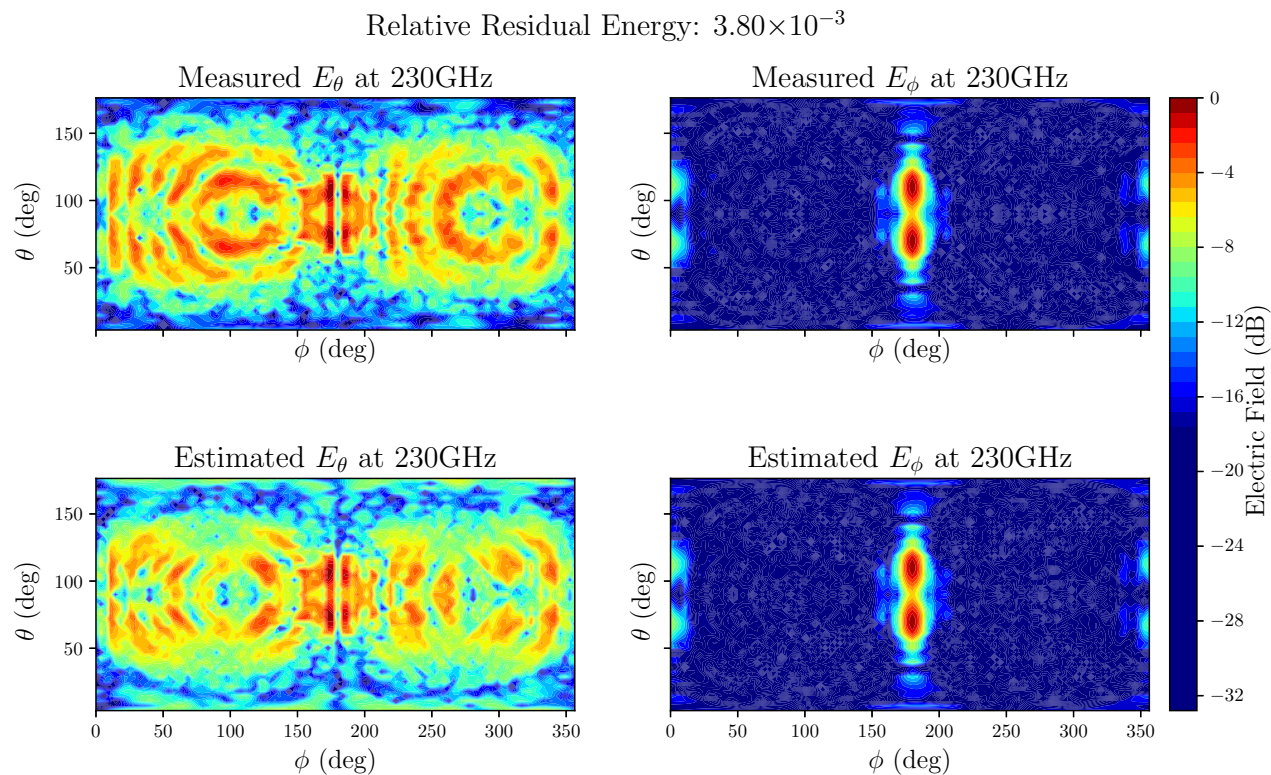 Relative Residual Energy: 3.80×10⁻³
Measured E_θ at 230GHz
Measured E_ϕ at 230GHz
θ (deg)
150
100
50
ϕ (deg)
θ (deg)
ϕ (deg)
0
−4
−8
−12
−16
−20
−24
−28
−32
Electric Field (dB)
Estimated E_θ at 230GHz
Estimated E_ϕ at 230GHz
θ (deg)
150
100
50
0 50 100 150 200 250 300 350
ϕ (deg)
θ (deg)
0 50 100 150 200 250 300 350
ϕ (deg)